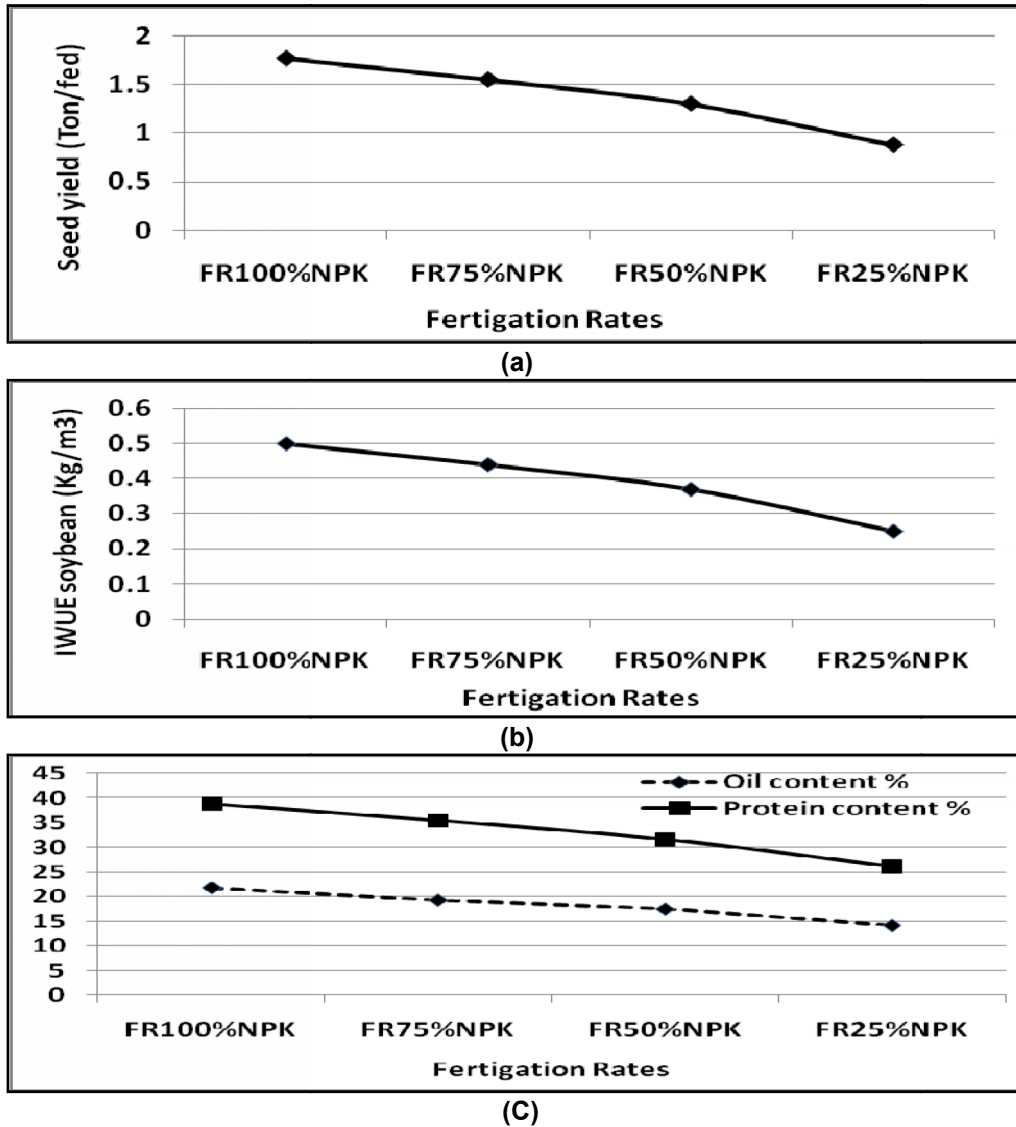 Seed yield (Ton/fed)
2
1.5
1
0.5
0
FR100%NPK FR75%NPK FR50%NPK FR25%NPK
Fertigation Rates
(a)
IWUE soybean (Kg/m3)
0.6
0.5
0.4
0.3
0.2
0.1
0
FR100%NPK FR75%NPK FR50%NPK FR25%NPK
Fertigation Rates
(b)
45
40
35
30
25
20
15
10
5
0
Oil content %
Protein content %
FR100%NPK FR75%NPK FR50%NPK FR25%NPK
Fertigation Rates
(C)